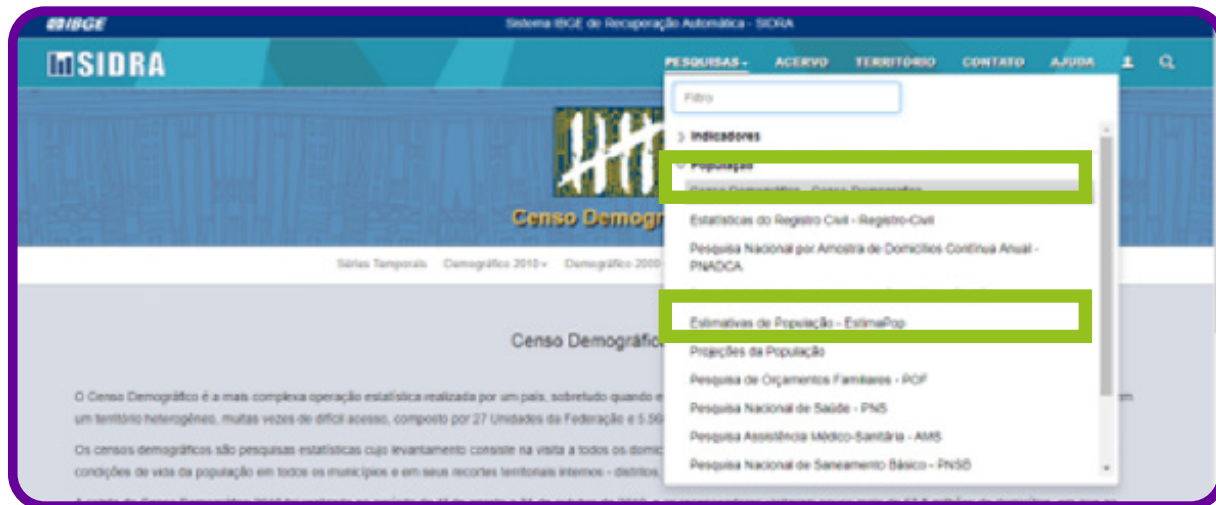 IBGE
Sistema IBGE de Recuperação Automática - SIDRA
SIDRA
PESQUISAS
ACERVO
TERRITÓRIO
CONTATO
AJUDA
Filtro
Indicadores
População
Censo Demográfico - Censo Demográfico
Estatísticas do Registro Civil - Registro-Civil
Pesquisa Nacional por Amostra de Domicílios Contínua Anual -
PNADCA
Estimativas de População - EstimaPop
Projeções da População
Pesquisa de Orçamentos Familiares - POF
Pesquisa Nacional de Saúde - PNS
Pesquisa Assistência Médico-Sanitária - AMS
Pesquisa Nacional de Saneamento Básico - PNSB
Censo Demogr
Séries Temporais
Demográfico 2010
Demográfico 2000
Censo Demográfic
O Censo Demográfico é a mais complexa operação estatística realizada por um país, sobretudo quando e
um território heterogêneo, muitas vezes de difícil acesso, composto por 27 Unidades da Federação e 5.56
Os censos demográficos são pesquisas estatísticas cujo levantamento consiste na visita a todos os domic
condições de vida da população em todos os municípios e em seus recortes territoriais internos - distritos,